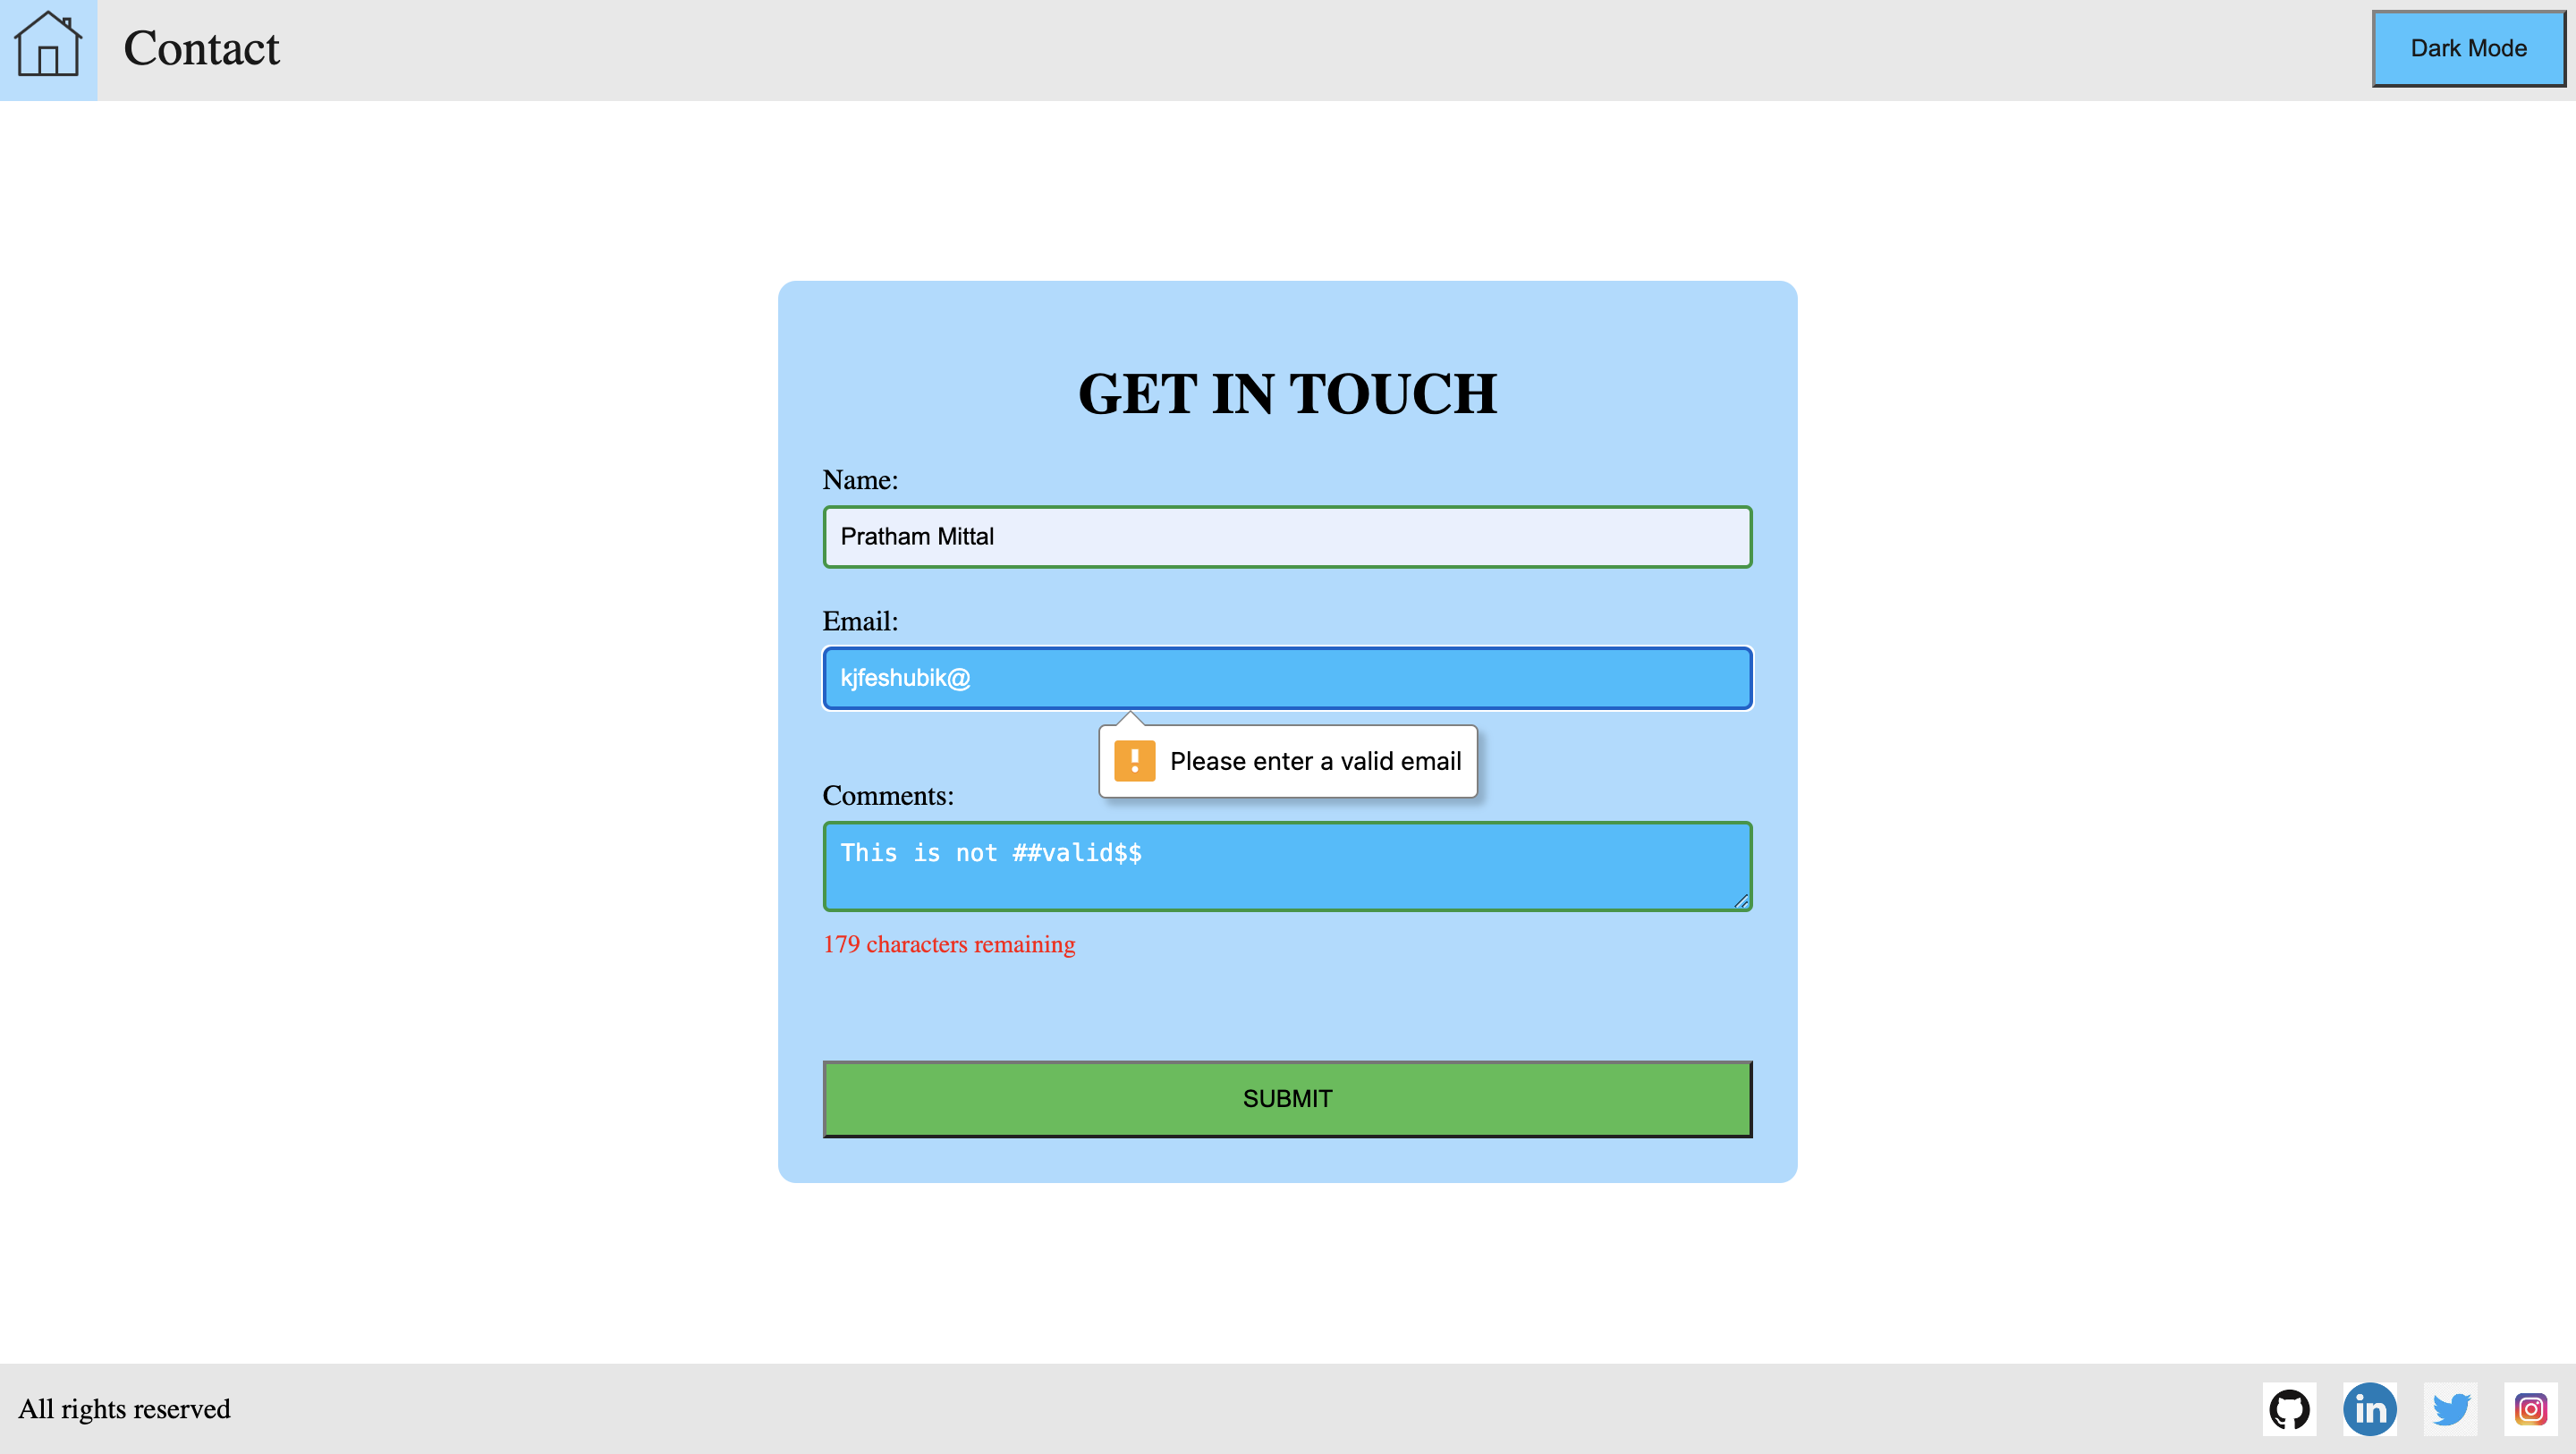 Contact
Dark Mode
GET IN TOUCH
Name:
Pratham Mittal
Email:
kjfeshubik@
Please enter a valid email
Comments:
This is not ##valid$$
179 characters remaining
SUBMIT
All rights reserved
in